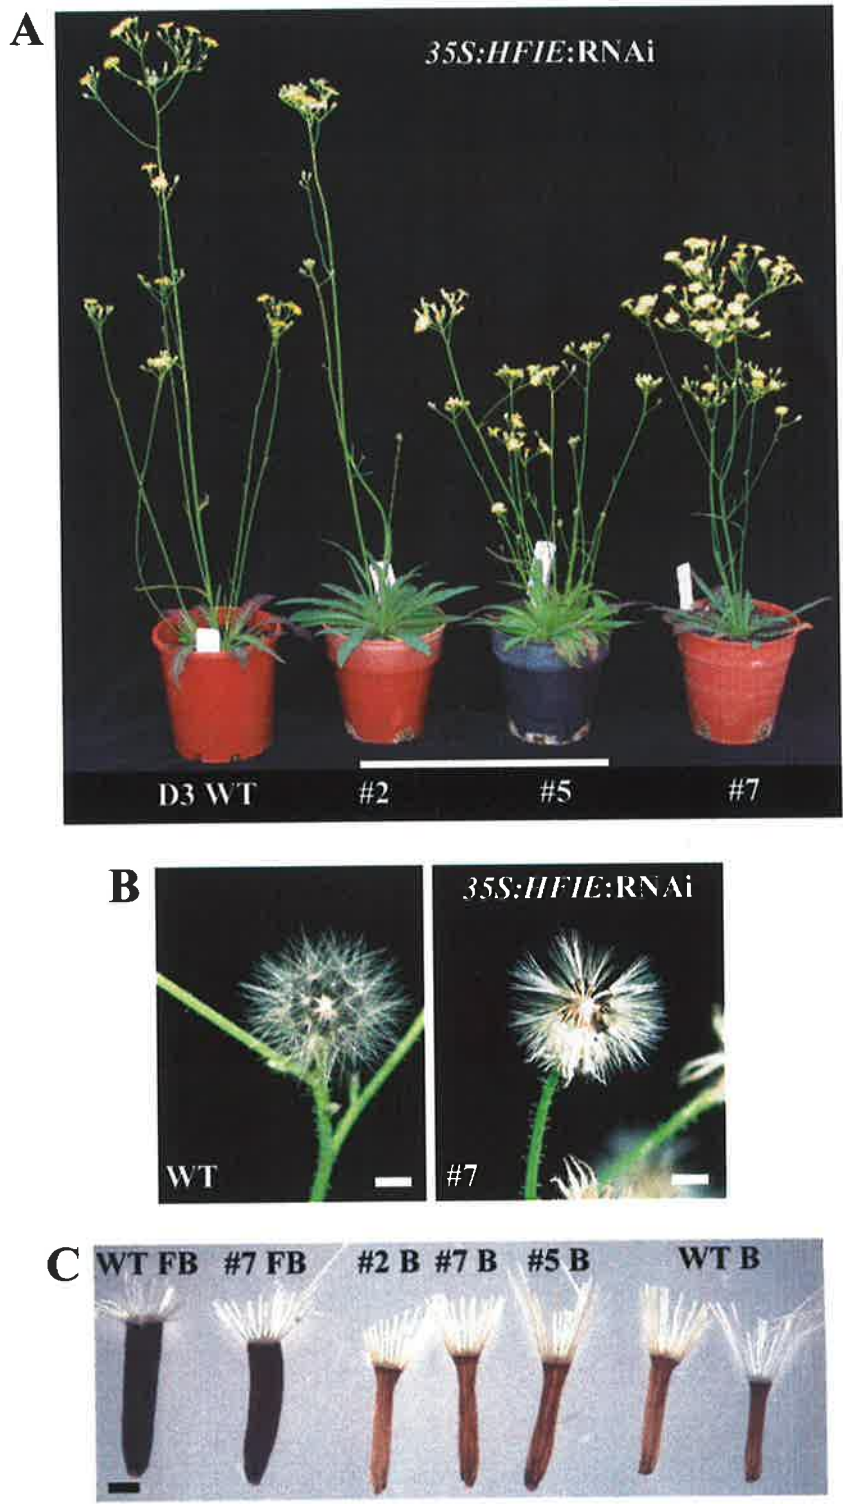 A
35S:HFIE:RNAi
D3 WT #2 #5 #7
B
35S:HFIE:RNAi
WT #7
C
WT FB #7 FB #2 B #7 B #5 B WT B